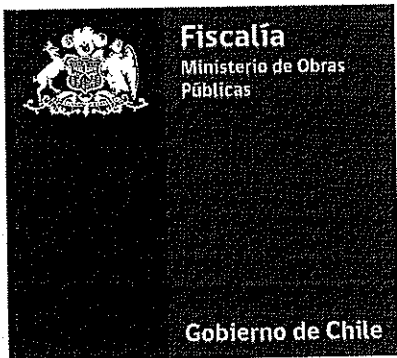 Fiscalía
Ministerio de Obras
Públicas
Gobierno de Chile